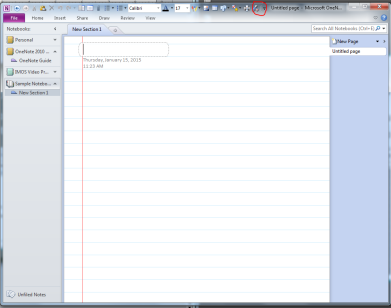 Calibri 17 Untitled page - Microsoft OneN...
File Home Insert Share Draw Review View
Notebooks
New Section 1
Search All Notebooks (Ctrl+E)
Personal
OneNote 2010 ...
OneNote Guide
IMOS Video Pr...
Sample Notebo...
New Section 1
Thursday, January 15, 2015
11:20 AM
New Page
Untitled page
Unfiled Notes